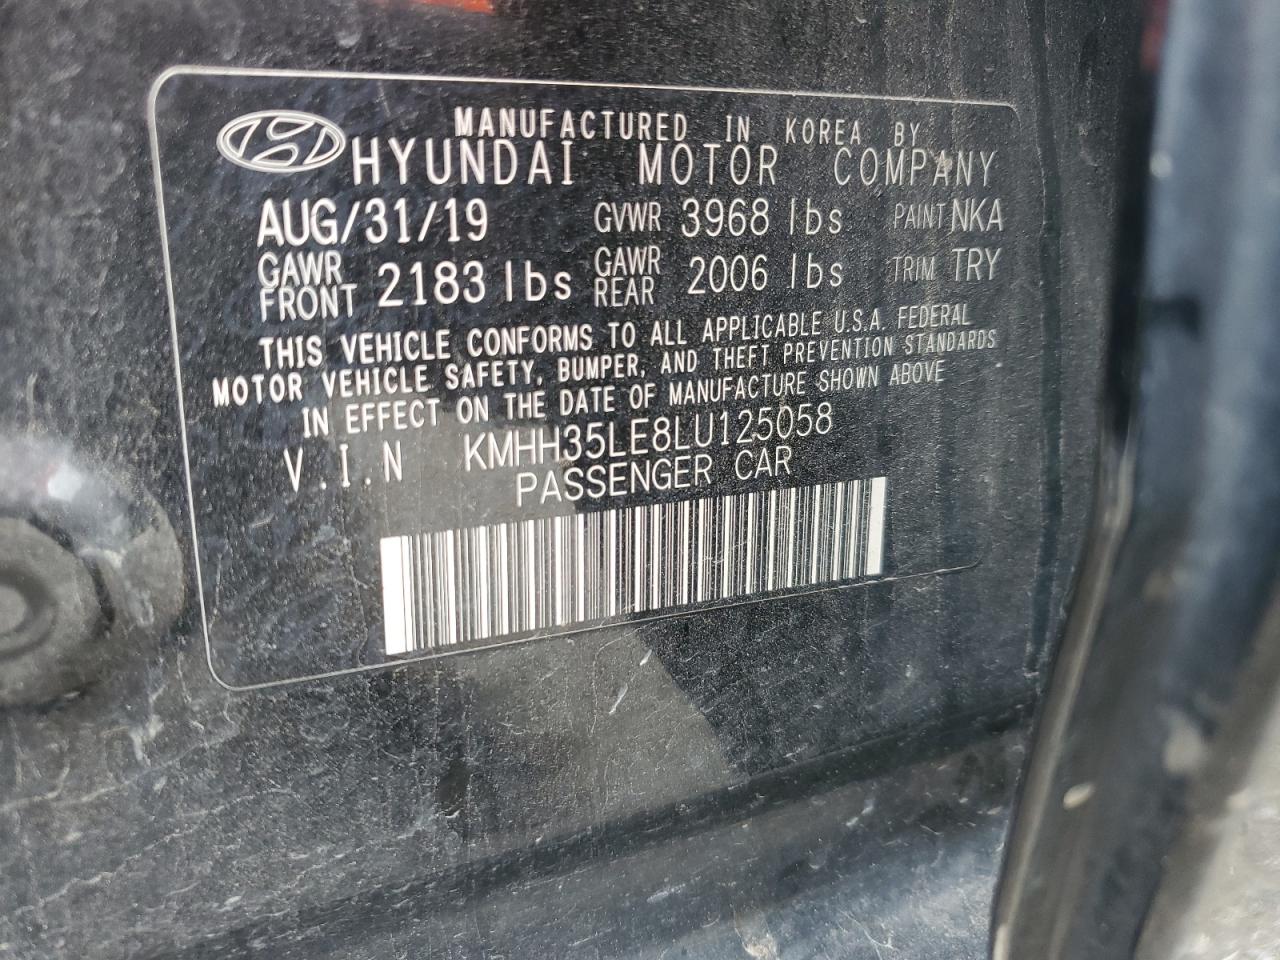 MANUFACTURED IN KOREA BY
HYUNDAI MOTOR COMPANY
AUG/31/19 GVWR 3968 lbs PAINT NKA
GAWR FRONT 2183 lbs GAWR REAR 2006 lbs TRIM TRY
THIS VEHICLE CONFORMS TO ALL APPLICABLE U.S.A. FEDERAL
MOTOR VEHICLE SAFETY, BUMPER, AND THEFT PREVENTION STANDARDS
IN EFFECT ON THE DATE OF MANUFACTURE SHOWN ABOVE
V.I.N KMHH35LE8LU125058
PASSENGER CAR